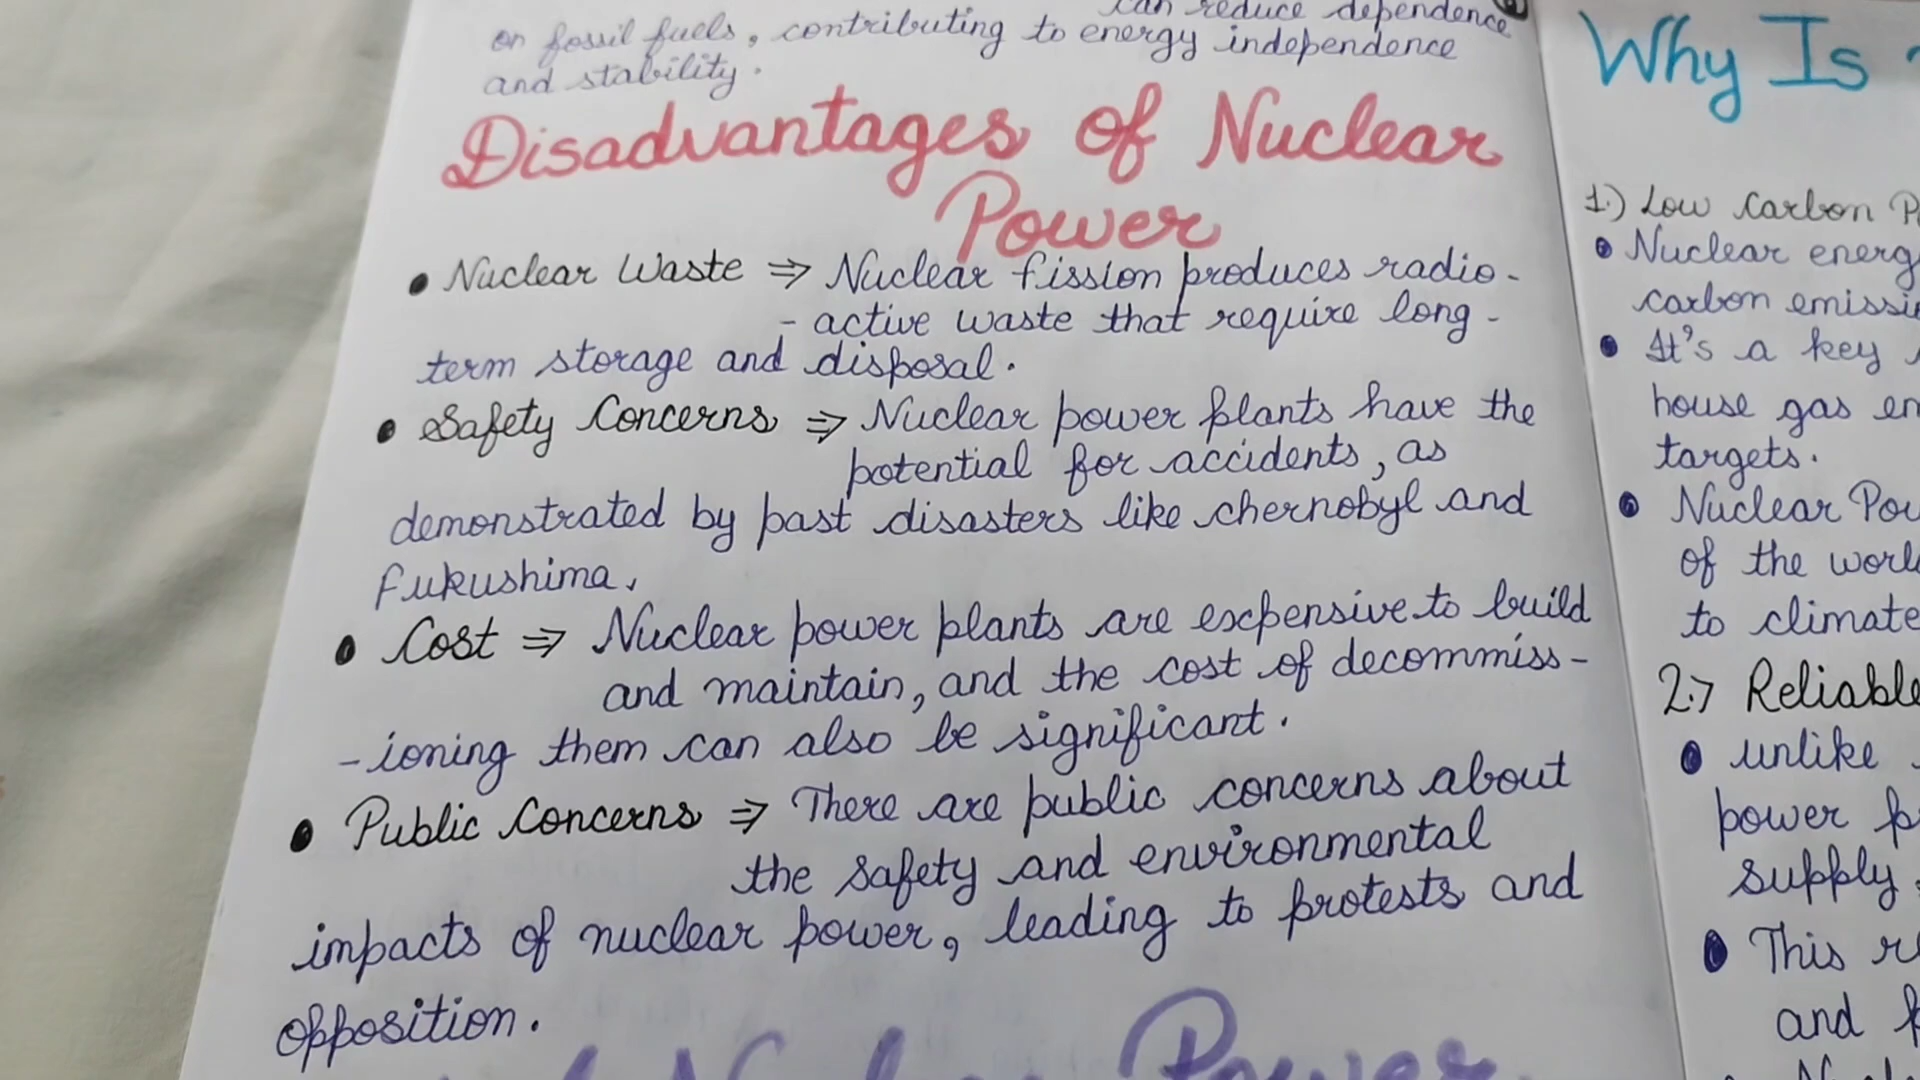 can reduce dependence
on fossil fuels, contributing to energy independence
and stability.
Disadvantages of Nuclear
Power
• Nuclear Waste ⇒ Nuclear fission produces radio-
- active waste that require long-
term storage and disposal.
• Safety Concerns ⇒ Nuclear power plants have the
potential for accidents, as
demonstrated by past disasters like chernobyl and
fukushima.
• Cost ⇒ Nuclear power plants are expensive to build
and maintain, and the cost of decommiss-
-ioning them can also be significant.
• Public Concerns ⇒ There are public concerns about
the safety and environmental
impacts of nuclear power, leading to protests and
opposition.
Nuclear Power
Why Is
1.) Low Carbon
• Nuclear energ
carbon emissi
• It's a key
house gas em
targets.
• Nuclear Pow
of the worl
to climate
2.) Reliable
• unlike
power p
supply,
• This re
and p